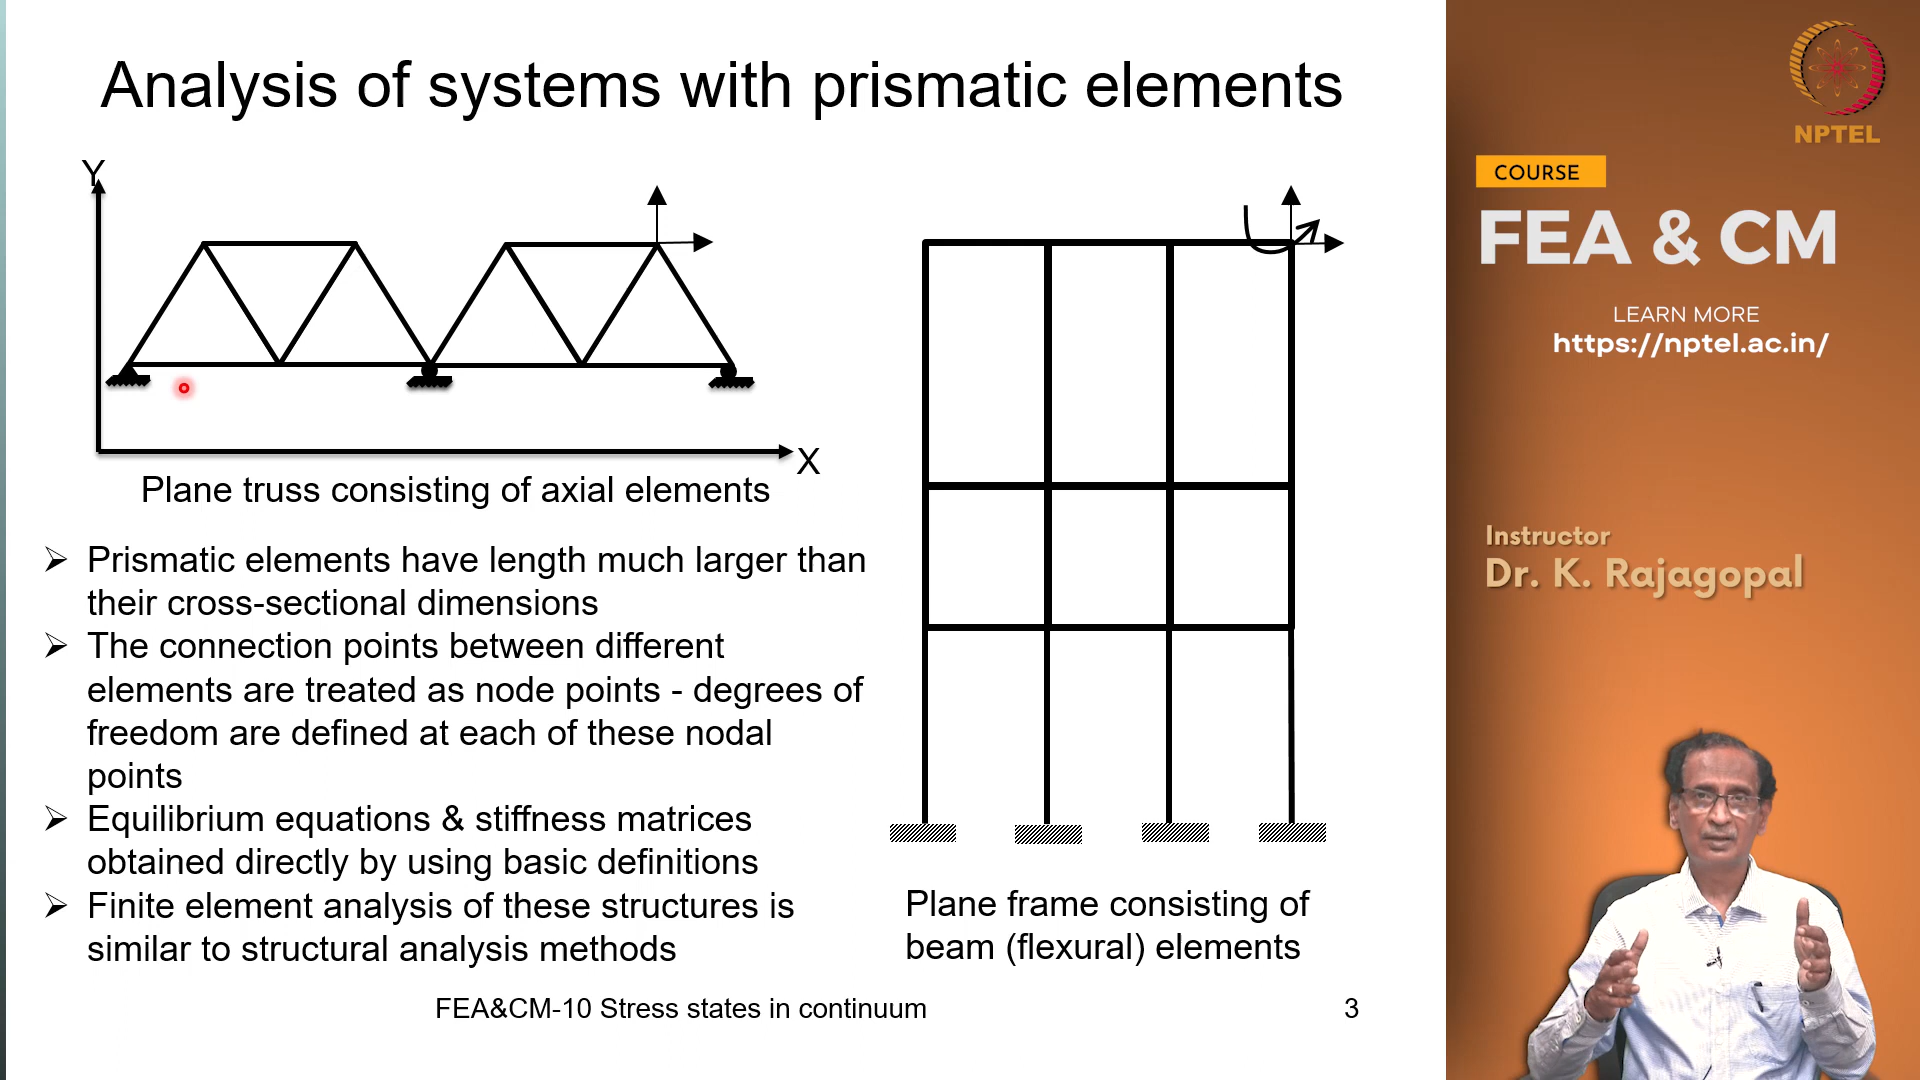 Analysis of systems with prismatic elements
Y
X
Plane truss consisting of axial elements
➢ Prismatic elements have length much larger than
their cross-sectional dimensions
➢ The connection points between different
elements are treated as node points - degrees of
freedom are defined at each of these nodal
points
➢ Equilibrium equations & stiffness matrices
obtained directly by using basic definitions
➢ Finite element analysis of these structures is
similar to structural analysis methods
Plane frame consisting of
beam (flexural) elements
FEA&CM-10 Stress states in continuum
3
NPTEL
COURSE
FEA & CM
LEARN MORE
https://nptel.ac.in/
Instructor
Dr. K. Rajagopal